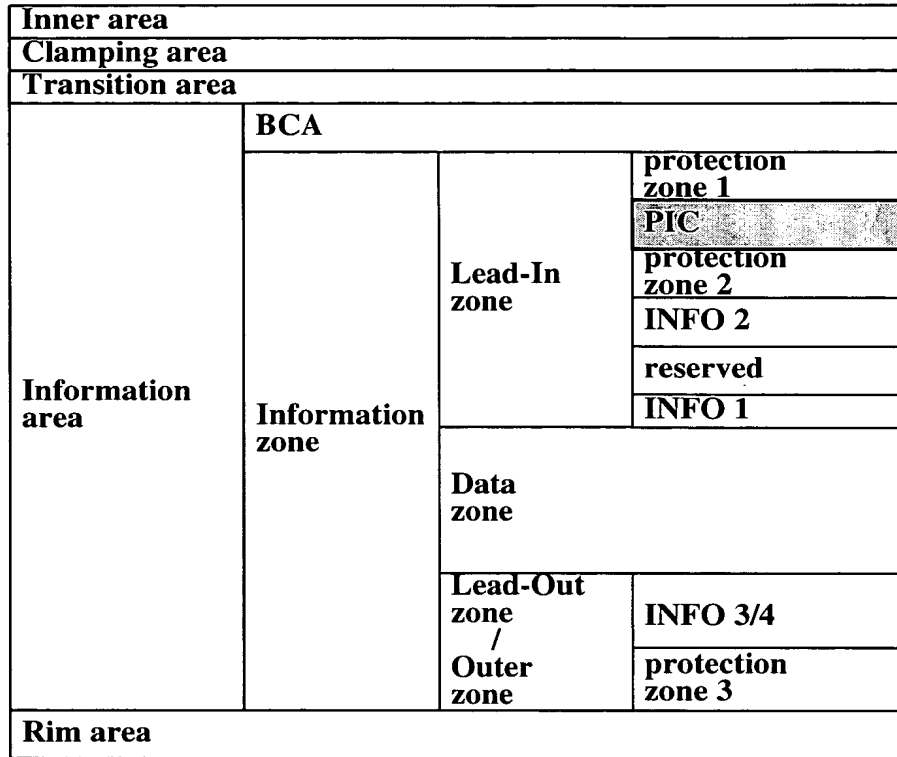 Inner area
Clamping area
Transition area
BCA
protection
zone 1
PIC
protection
zone 2
Lead-In
zone
INFO 2
reserved
INFO 1
Information
area
Information
zone
Data
zone
Lead-Out
zone
/
Outer
zone
INFO 3/4
protection
zone 3
Rim area